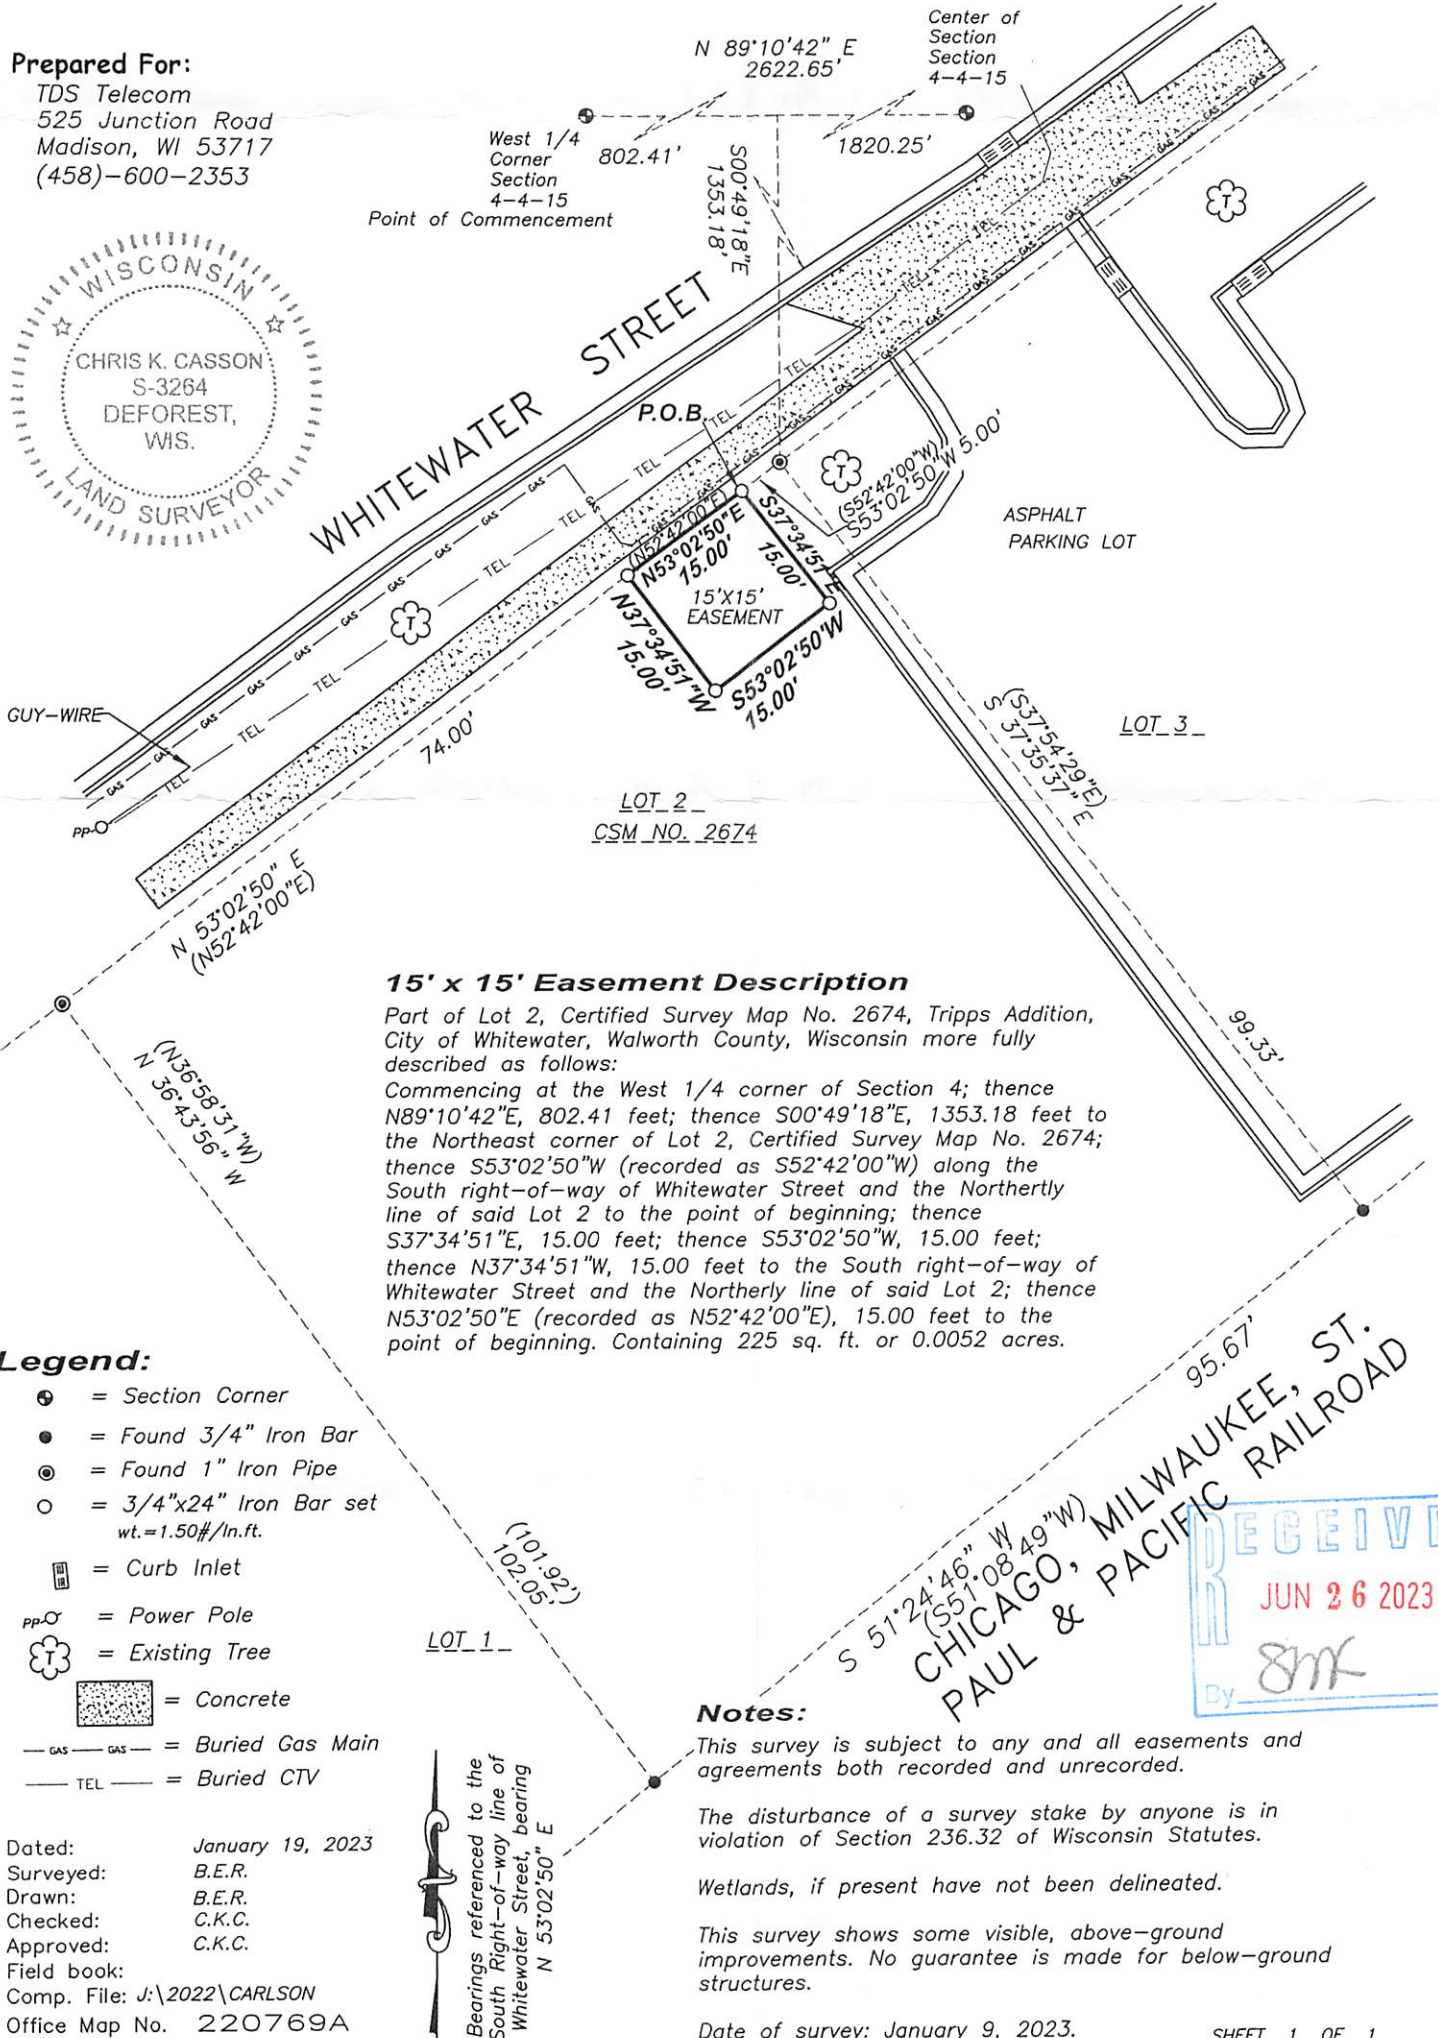 Prepared For:
TDS Telecom
525 Junction Road
Madison, WI 53717
(458)-600-2353
WISCONSIN
CHRIS K. CASSON
S-3264
DEFOREST,
WIS.
LAND SURVEYOR
N 89°10'42" E
2622.65'
Center of
Section
Section
4-4-15
West 1/4
Corner
Section
4-4-15
Point of Commencement
802.41'
1820.25'
S00°49'18"E
1353.18'
WHITEWATER STREET
P.O.B.
GAS
TEL
(S52°42'00"W)
S53°02'50"W 5.00'
(N52°42'00"E)
N53°02'50"E
15.00'
S37°34'51"E
15.00'
15'X15'
EASEMENT
N37°34'51"W
15.00'
S53°02'50"W
15.00'
ASPHALT
PARKING LOT
GUY-WIRE
PP
74.00'
LOT 3
(S37°54'29"E)
S 37°35'37" E
LOT 2
CSM NO. 2674
N 53°02'50" E
(N52°42'00"E)
(N36°58'31"W)
N 36°43'56" W
99.33'
15' x 15' Easement Description
Part of Lot 2, Certified Survey Map No. 2674, Tripps Addition,
City of Whitewater, Walworth County, Wisconsin more fully
described as follows:
Commencing at the West 1/4 corner of Section 4; thence
N89°10'42"E, 802.41 feet; thence S00°49'18"E, 1353.18 feet to
the Northeast corner of Lot 2, Certified Survey Map No. 2674;
thence S53°02'50"W (recorded as S52°42'00"W) along the
South right-of-way of Whitewater Street and the Northertly
line of said Lot 2 to the point of beginning; thence
S37°34'51"E, 15.00 feet; thence S53°02'50"W, 15.00 feet;
thence N37°34'51"W, 15.00 feet to the South right-of-way of
Whitewater Street and the Northerly line of said Lot 2; thence
N53°02'50"E (recorded as N52°42'00"E), 15.00 feet to the
point of beginning. Containing 225 sq. ft. or 0.0052 acres.
95.67'
CHICAGO, MILWAUKEE, ST.
PAUL & PACIFIC RAILROAD
S 51°24'46" W
(S51°08'49"W)
(101.92')
102.05'
LOT 1
Legend:
= Section Corner
= Found 3/4" Iron Bar
= Found 1" Iron Pipe
= 3/4"x24" Iron Bar set
wt.=1.50#/ln.ft.
= Curb Inlet
PP = Power Pole
T = Existing Tree
= Concrete
GAS GAS = Buried Gas Main
TEL = Buried CTV
RECEIVE
JUN 26 2023
By SMK
Dated: January 19, 2023
Surveyed: B.E.R.
Drawn: B.E.R.
Checked: C.K.C.
Approved: C.K.C.
Field book:
Comp. File: J:\2022\CARLSON
Office Map No. 220769A
Bearings referenced to the
South Right-of-way line of
Whitewater Street, bearing
N 53°02'50" E
Notes:
This survey is subject to any and all easements and
agreements both recorded and unrecorded.
The disturbance of a survey stake by anyone is in
violation of Section 236.32 of Wisconsin Statutes.
Wetlands, if present have not been delineated.
This survey shows some visible, above-ground
improvements. No guarantee is made for below-ground
structures.
Date of survey: January 9, 2023.
SHEET 1 OF 1